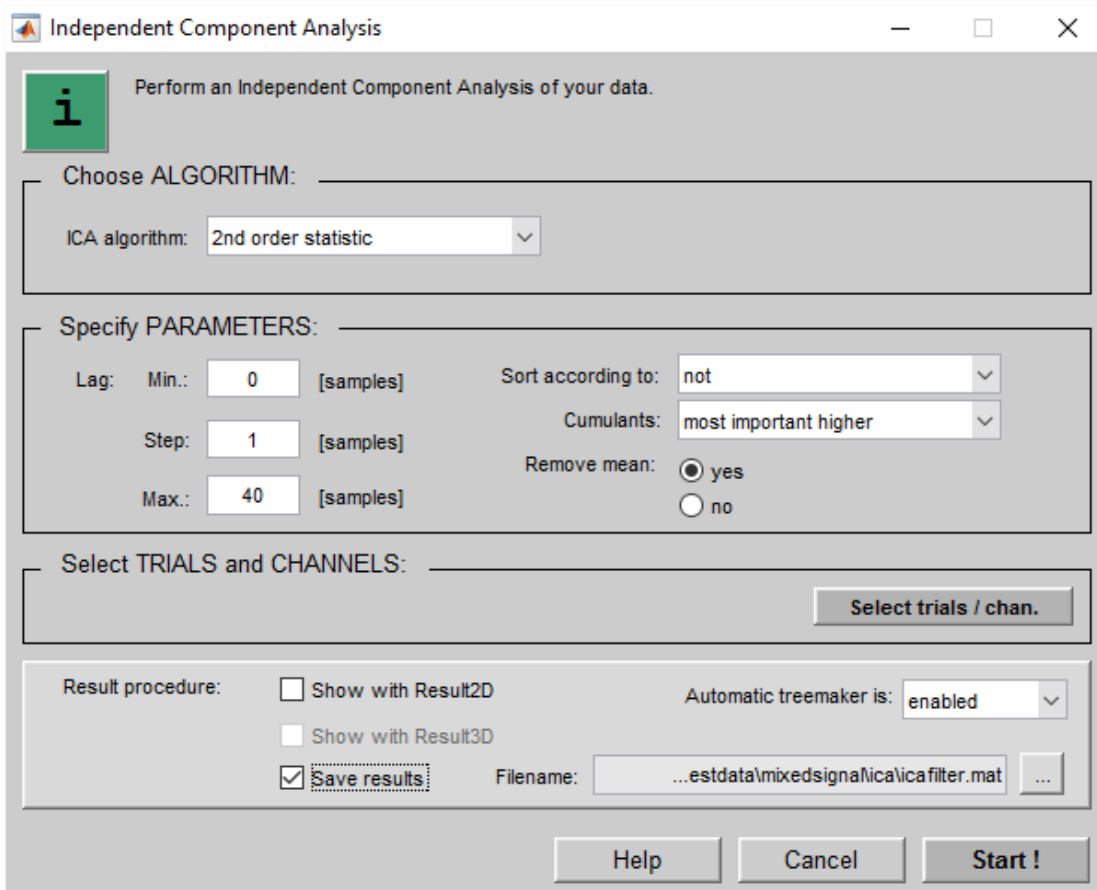 Independent Component Analysis
i
Perform an Independent Component Analysis of your data.
Choose ALGORITHM:
ICA algorithm: 2nd order statistic
Specify PARAMETERS:
Lag: Min.: 0 [samples] Sort according to: not
Cumulants: most important higher
Step: 1 [samples]
Remove mean: yes
Max.: 40 [samples]
no
Select TRIALS and CHANNELS:
Select trials / chan.
Result procedure: Show with Result2D Automatic treemaker is: enabled
Show with Result3D
Save results Filename: ...estdata\mixedsignal\ica\icafilter.mat ...
Help Cancel Start !